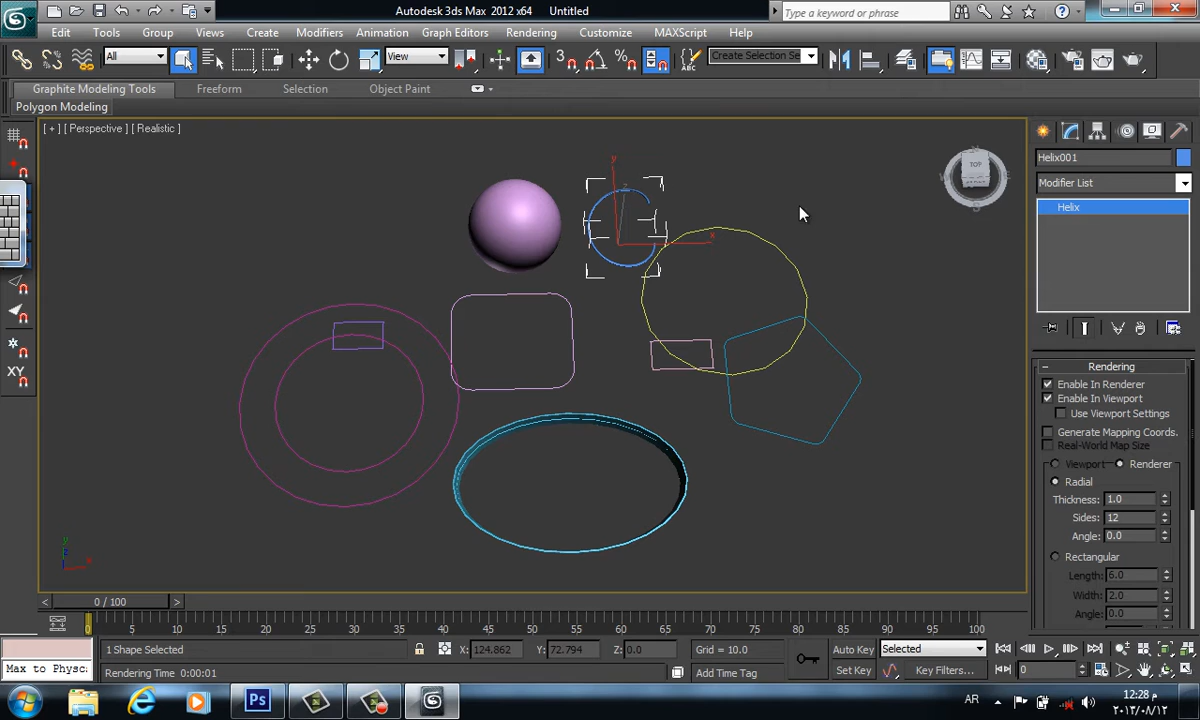 Autodesk 3ds Max 2012 x64 Untitled
Type a keyword or phrase
Edit Tools Group Views Create Modifiers Animation Graph Editors Rendering Customize MAXScript Help
All View 3 Create Selection Se
Graphite Modeling Tools Freeform Selection Object Paint
Polygon Modeling
[ + ] [ Perspective ] [ Realistic ]
TOP
y
x
z
Helix001
Modifier List
Helix
XY
Rendering
Enable In Renderer
Enable In Viewport
Use Viewport Settings
Generate Mapping Coords.
Real-World Map Size
Viewport Renderer
Radial
Thickness: 1.0
Sides: 12
Angle: 0.0
Rectangular
Length: 6.0
Width: 2.0
Angle: 0.0
< 0 / 100 >
0 5 10 15 20 25 30 35 40 45 50 55 60 65 70 75 80 85 90 95 100
1 Shape Selected X: 124.862 Y: 72.794 Z: 0.0 Grid = 10.0 Auto Key Selected
Max to Physc Rendering Time 0:00:01 Add Time Tag Set Key Key Filters... 0
Ps AR 12:28 م
٢٠١٣/٠٨/١٢